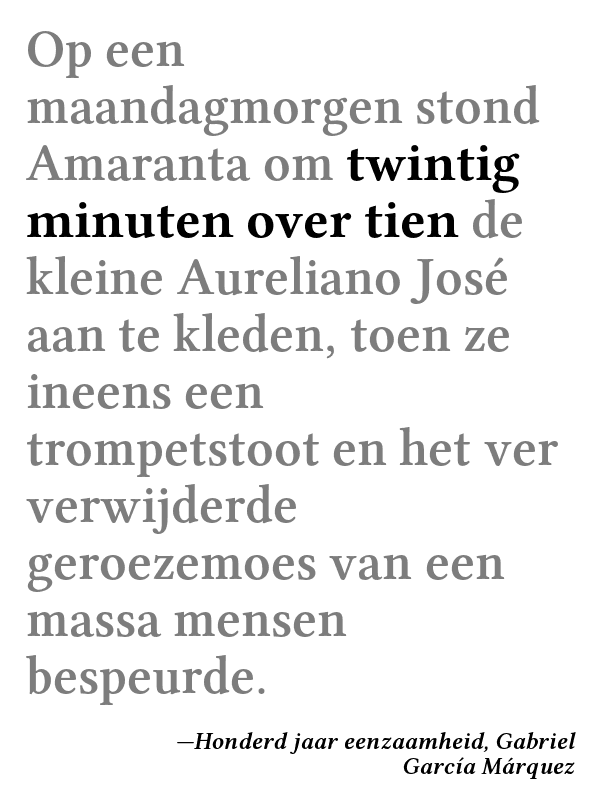 Op een
maandagmorgen stond
Amaranta om twintig
minuten over tien de
kleine Aureliano José
aan te kleden, toen ze
ineens een
trompetstoot en het ver
verwijderde
geroezemoes van een
massa mensen
bespeurde.
—Honderd jaar eenzaamheid, Gabriel
García Márquez